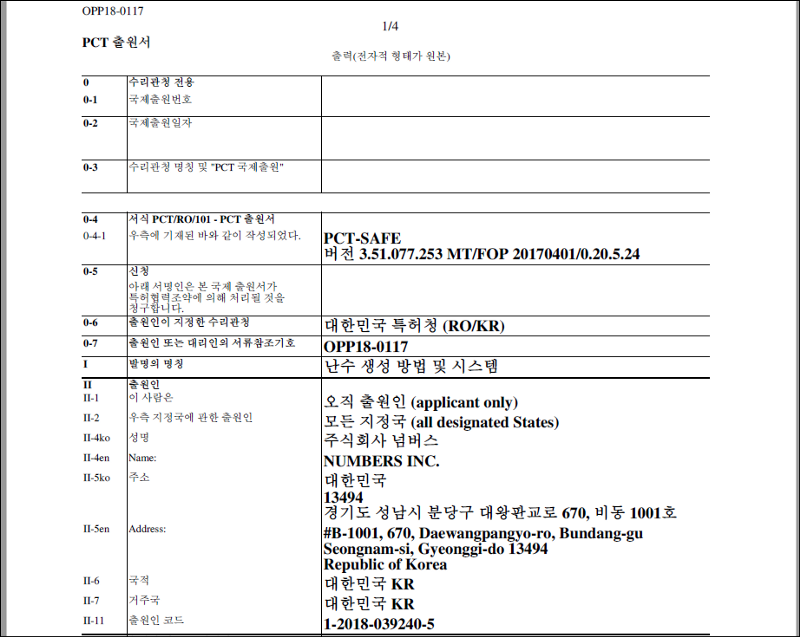 OPP18-0117
1/4
PCT 출원서
출력(전자적 형태가 원본)
0 수리관청 전용
0-1 국제출원번호
0-2 국제출원일자
0-3 수리관청 명칭 및 "PCT 국제출원"
0-4 서식 PCT/RO/101 - PCT 출원서
0-4-1 우측에 기재된 바와 같이 작성되었다. PCT-SAFE
버전 3.51.077.253 MT/FOP 20170401/0.20.5.24
0-5 신청
아래 서명인은 본 국제 출원서가
특허협력조약에 의해 처리될 것을
청구합니다.
0-6 출원인이 지정한 수리관청 대한민국 특허청 (RO/KR)
0-7 출원인 또는 대리인의 서류참조기호 OPP18-0117
I 발명의 명칭 난수 생성 방법 및 시스템
II 출원인
II-1 이 사람은 오직 출원인 (applicant only)
II-2 우측 지정국에 관한 출원인 모든 지정국 (all designated States)
II-4ko 성명 주식회사 넘버스
II-4en Name: NUMBERS INC.
II-5ko 주소 대한민국
13494
경기도 성남시 분당구 대왕판교로 670, 비동 1001호
II-5en Address: #B-1001, 670, Daewangpangyo-ro, Bundang-gu
Seongnam-si, Gyeonggi-do 13494
Republic of Korea
II-6 국적 대한민국 KR
II-7 거주국 대한민국 KR
II-11 출원인 코드 1-2018-039240-5